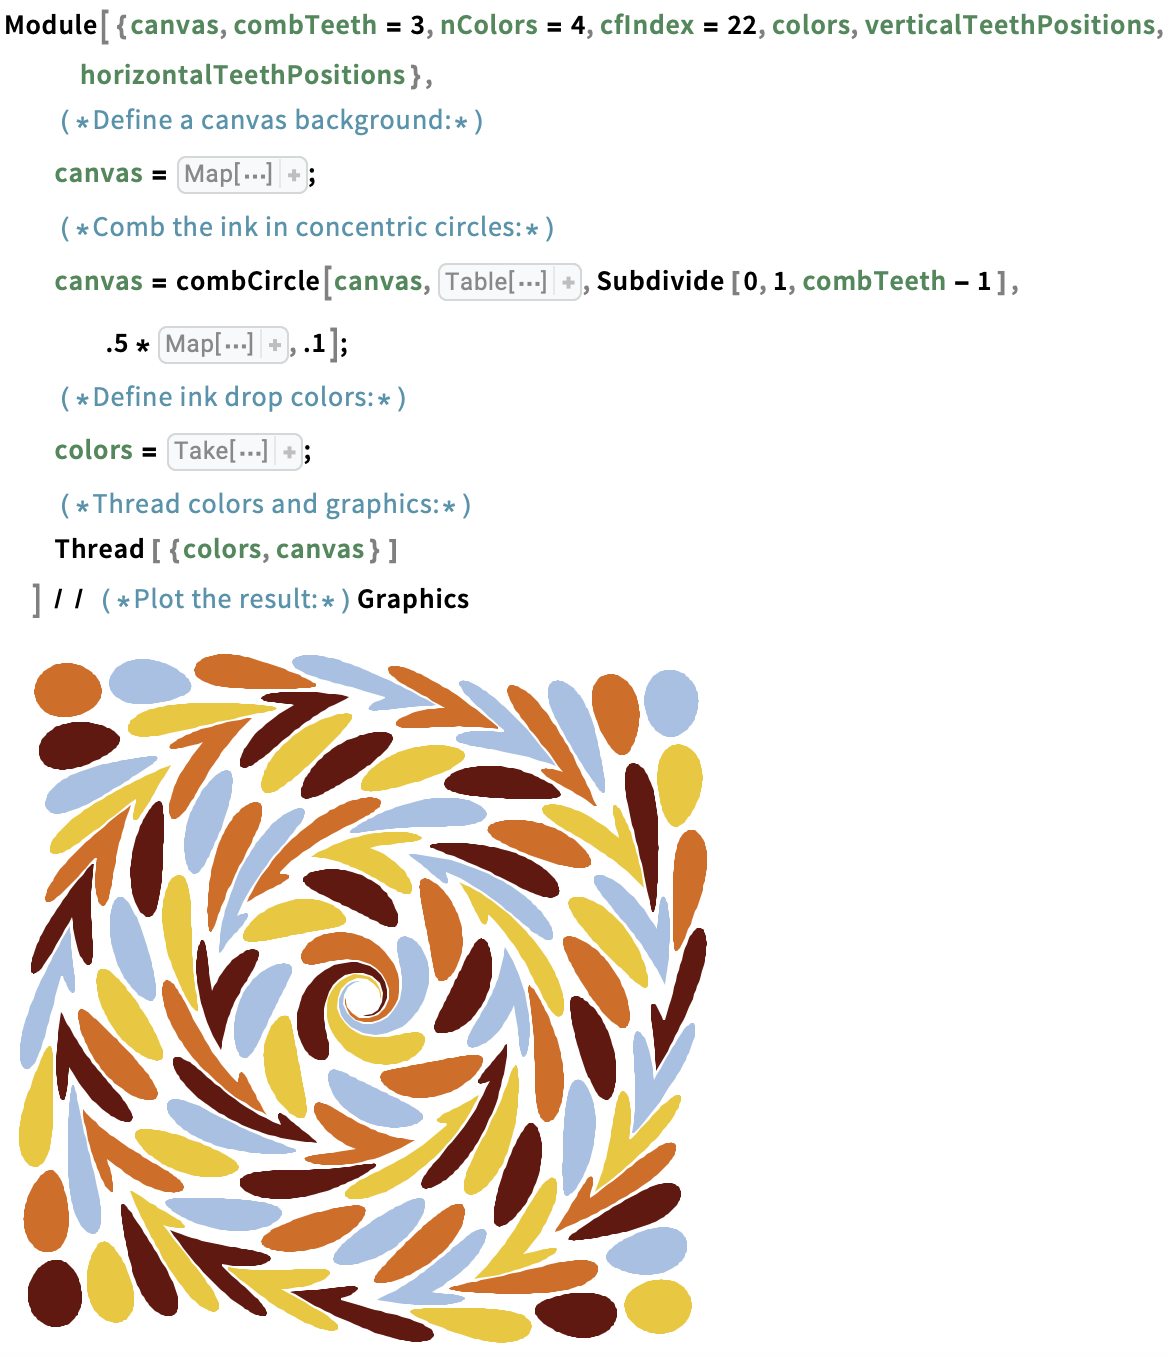 Module[{canvas, combTeeth = 3, nColors = 4, cfIndex = 22, colors, verticalTeethPositions,
horizontalTeethPositions},
(*Define a canvas background:*)
canvas = Map[⋯] +;
(*Comb the ink in concentric circles:*)
canvas = combCircle[canvas, Table[⋯] +, Subdivide[0, 1, combTeeth - 1],
.5 * Map[⋯] +, .1];
(*Define ink drop colors:*)
colors = Take[⋯] +;
(*Thread colors and graphics:*)
Thread[{colors, canvas}]
] // (*Plot the result:*) Graphics